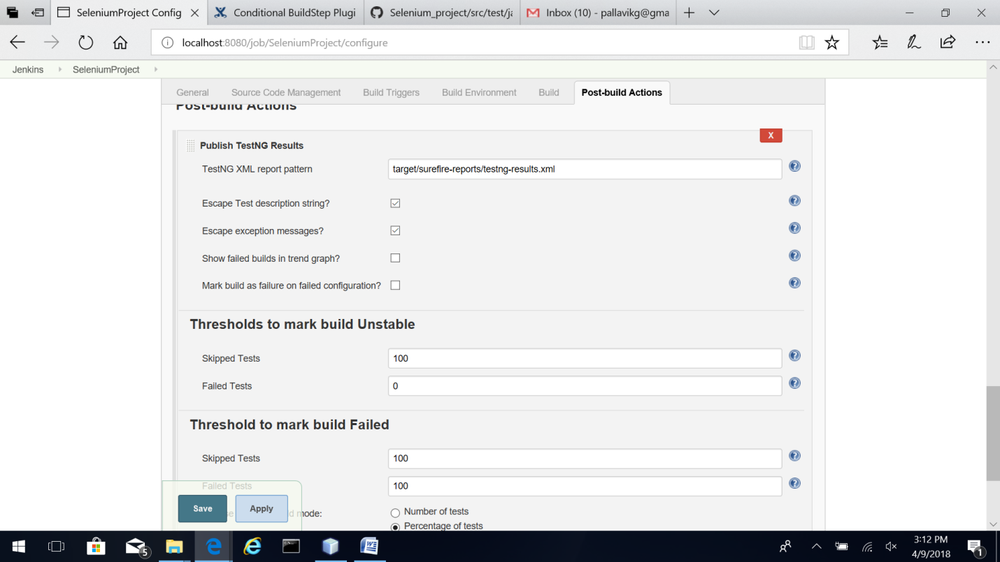 SeleniumProject Config
Conditional BuildStep Plugi
Selenium_project/src/test/ja
Inbox (10) - pallavikg@gma
localhost:8080/job/SeleniumProject/configure
Jenkins
SeleniumProject
General
Source Code Management
Build Triggers
Build Environment
Build
Post-build Actions
Post-build Actions
X
Publish TestNG Results
TestNG XML report pattern
target/surefire-reports/testng-results.xml
Escape Test description string?
Escape exception messages?
Show failed builds in trend graph?
Mark build as failure on failed configuration?
Thresholds to mark build Unstable
Skipped Tests
100
Failed Tests
0
Threshold to mark build Failed
Skipped Tests
100
Failed Tests
100
Save
Apply
mode:
Number of tests
Percentage of tests
5
3:12 PM
4/9/2018
1